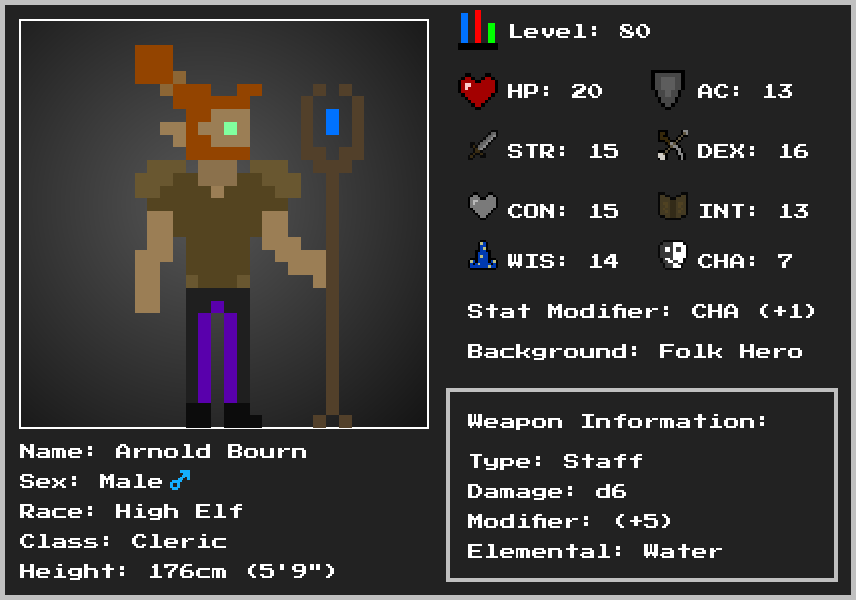 Level: 80
HP: 20 AC: 13
STR: 15 DEX: 16
CON: 15 INT: 13
WIS: 14 CHA: 7
Stat Modifier: CHA (+1)
Background: Folk Hero
Weapon Information:
Type: Staff
Damage: d6
Modifier: (+5)
Elemental: Water
Name: Arnold Bourn
Sex: Male ♂
Race: High Elf
Class: Cleric
Height: 176cm (5'9")